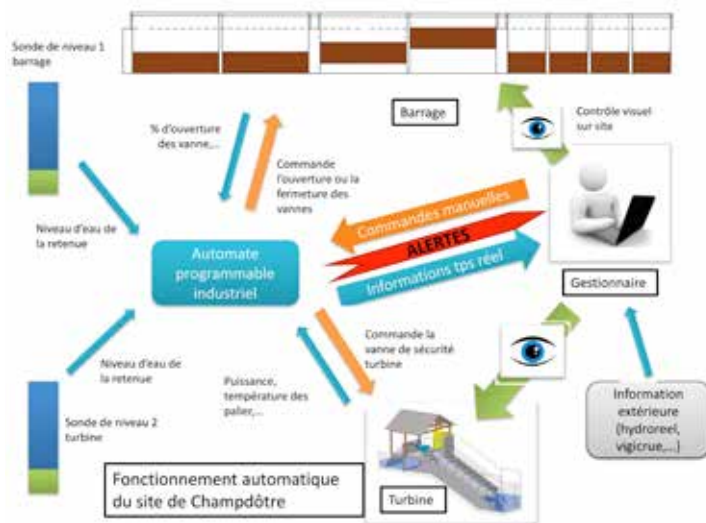 Sonde de niveau 1
barrage
Barrage
Contrôle visuel
sur site
% d'ouverture
des vanne,...
Commande
l'ouverture ou la
fermeture des
vannes
Niveau d'eau de
la retenue
Commandes manuelles
ALERTES
Informations tps réel
Automate
programmable
industriel
Gestionnaire
Commande la
vanne de sécurité
turbine
Niveau d'eau de
la retenue
Puissance,
température des
palier,...
Sonde de niveau 2
turbine
Information
extérieure
(hydroreel,
vigicrue,...)
Fonctionnement automatique
du site de Champdôtre
Turbine